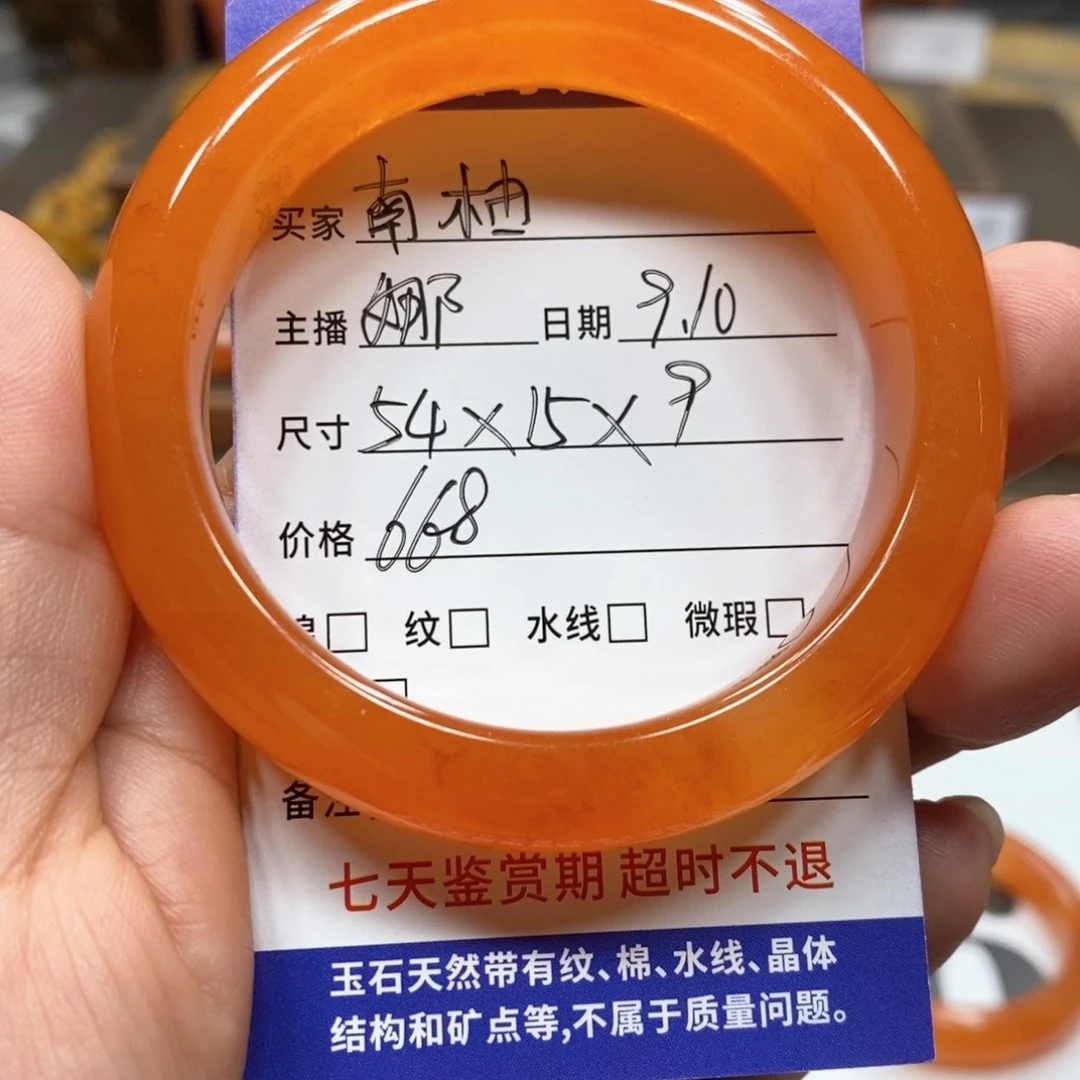 买家 南柚
主播 娜 日期 9.10
尺寸 54×15×9
价格 668
□ 纹□ 水线□ 微瑕□
备注
七天鉴赏期 超时不退
玉石天然带有纹、棉、水线、晶体
结构和矿点等,不属于质量问题。